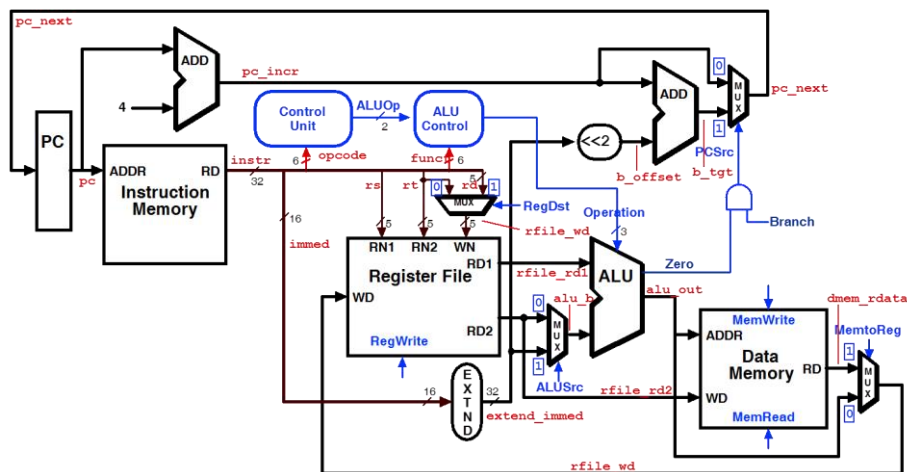 pc_next
ADD
pc_incr
4
0
ADD
MUX
pc_next
1
PCSrc
b_tgt
b_offset
<<2
Control
Unit
ALUOp
2
ALU
Control
PC
pc
ADDR
RD
Instruction
Memory
instr
32
6
opcode
funct
6
5
rs
rt
0
rd
1
MUX
RegDst
16
immed
5
5
5
rfile_wd
Operation
3
Branch
RN1
RN2
WN
RD1
Register File
WD
RD2
RegWrite
rfile_rd1
ALU
Zero
alu_b
alu_out
0
MUX
1
ALUSrc
dmem_rdata
MemWrite
ADDR
Data
Memory
RD
WD
MemRead
MemtoReg
1
MUX
0
16
EXTND
32
extend_immed
rfile_rd2
rfile_wd